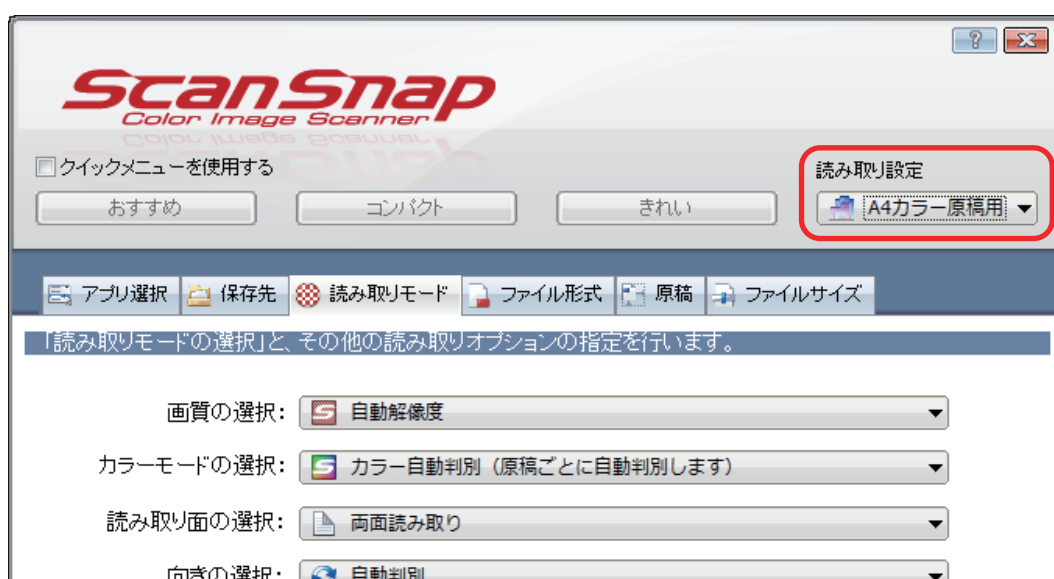 ScanSnap
Color Image Scanner
クイックメニューを使用する
読み取り設定
おすすめ
コンパクト
きれい
A4カラー原稿用
アプリ選択
保存先
読み取りモード
ファイル形式
原稿
ファイルサイズ
「読み取りモードの選択」と、その他の読み取りオプションの指定を行います。
画質の選択: 自動解像度
カラーモードの選択: カラー自動判別（原稿ごとに自動判別します）
読み取り面の選択: 両面読み取り
向きの選択: 自動判別